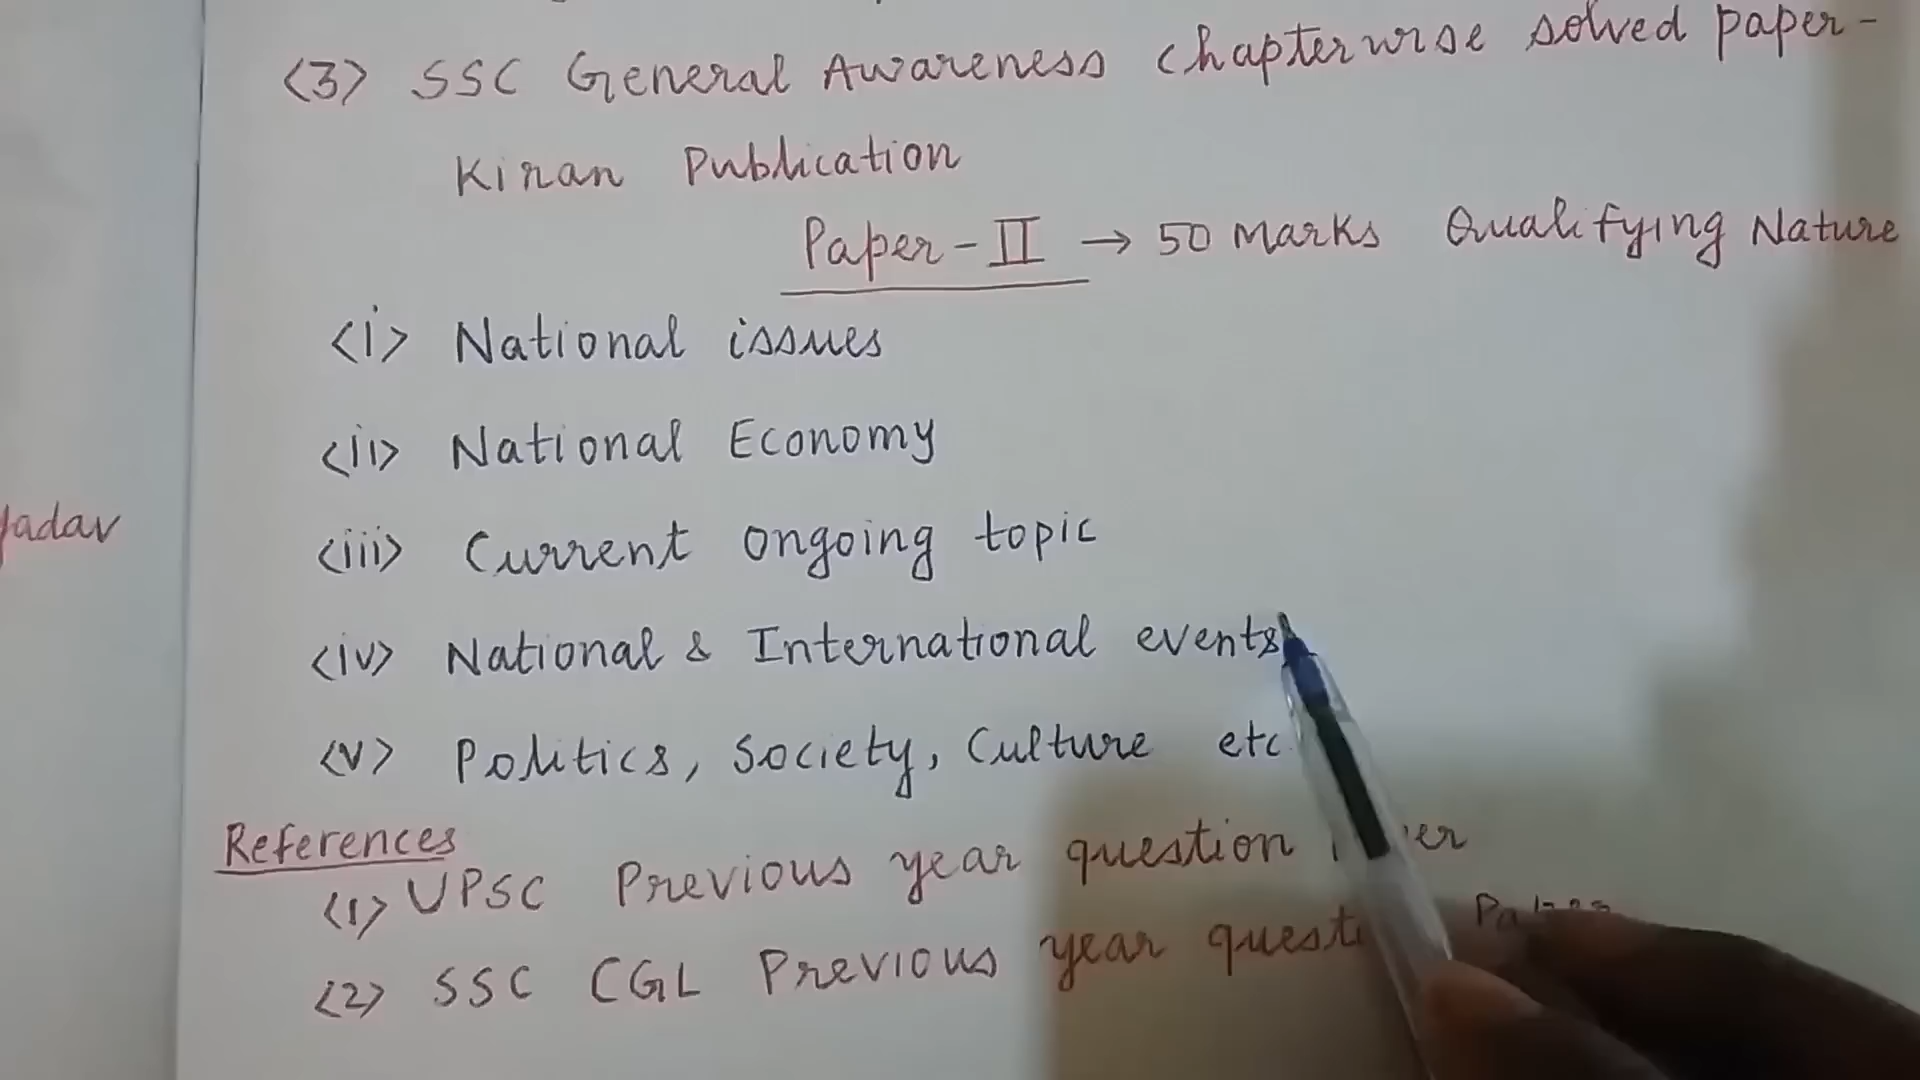 <3> SSC General Awareness Chapterwise solved paper-
Kiran Publication
Paper-II → 50 Marks Qualifying Nature
<i> National issues
<ii> National Economy
<iii> Current ongoing topic
<iv> National & International events
<v> Politics, Society, Culture etc
Yadav
References
<1> UPSC Previous year question
<2> SSC CGL Previous year